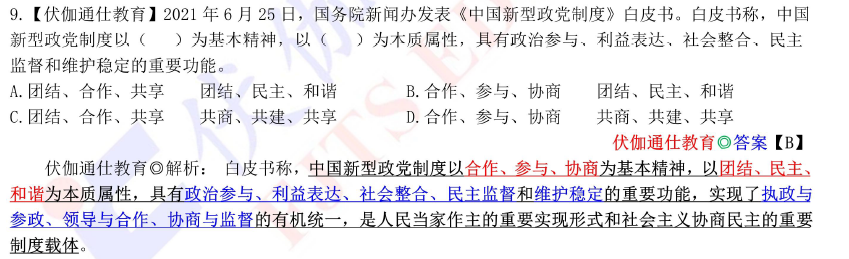 9.【伏伽通仕教育】2021 年 6 月 25 日，国务院新闻办发表《中国新型政党制度》白皮书。白皮书称，中国
新型政党制度以（　　）为基本精神，以（　　）为本质属性，具有政治参与、利益表达、社会整合、民主
监督和维护稳定的重要功能。
A.团结、合作、共享　　团结、民主、和谐　　B.合作、参与、协商　　团结、民主、和谐
C.团结、合作、共享　　共商、共建、共享　　D.合作、参与、协商　　共商、共建、共享
伏伽通仕教育◎答案【B】
伏伽通仕教育◎解析： 白皮书称，中国新型政党制度以合作、参与、协商为基本精神，以团结、民主、
和谐为本质属性，具有政治参与、利益表达、社会整合、民主监督和维护稳定的重要功能，实现了执政与
参政、领导与合作、协商与监督的有机统一，是人民当家作主的重要实现形式和社会主义协商民主的重要
制度载体。